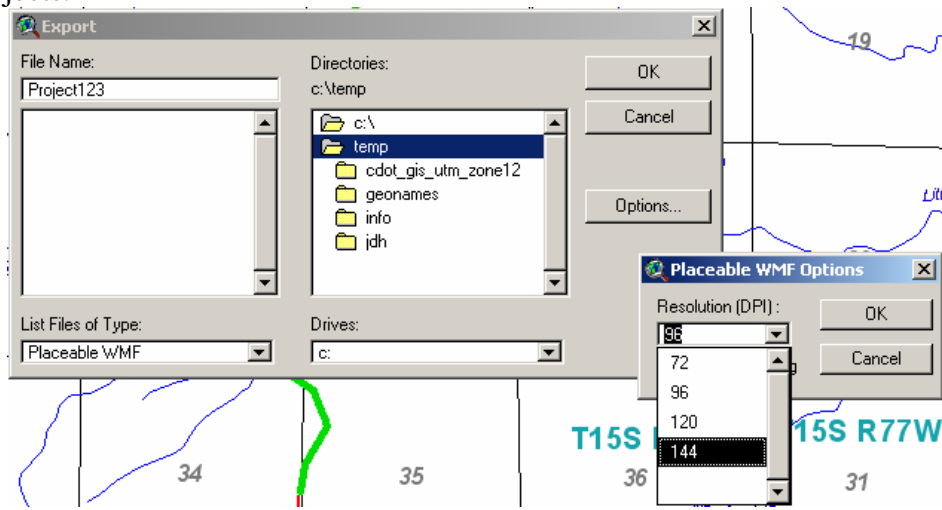 jects.
Export
File Name:
Project123
Directories:
c:\temp
c:\
temp
cdot_gis_utm_zone12
geonames
info
jdh
OK
Cancel
Options...
List Files of Type:
Placeable WMF
Drives:
c:
Placeable WMF Options
Resolution (DPI) :
96
72
96
120
144
OK
Cancel
19
T15S
15S R77W
34
35
36
31